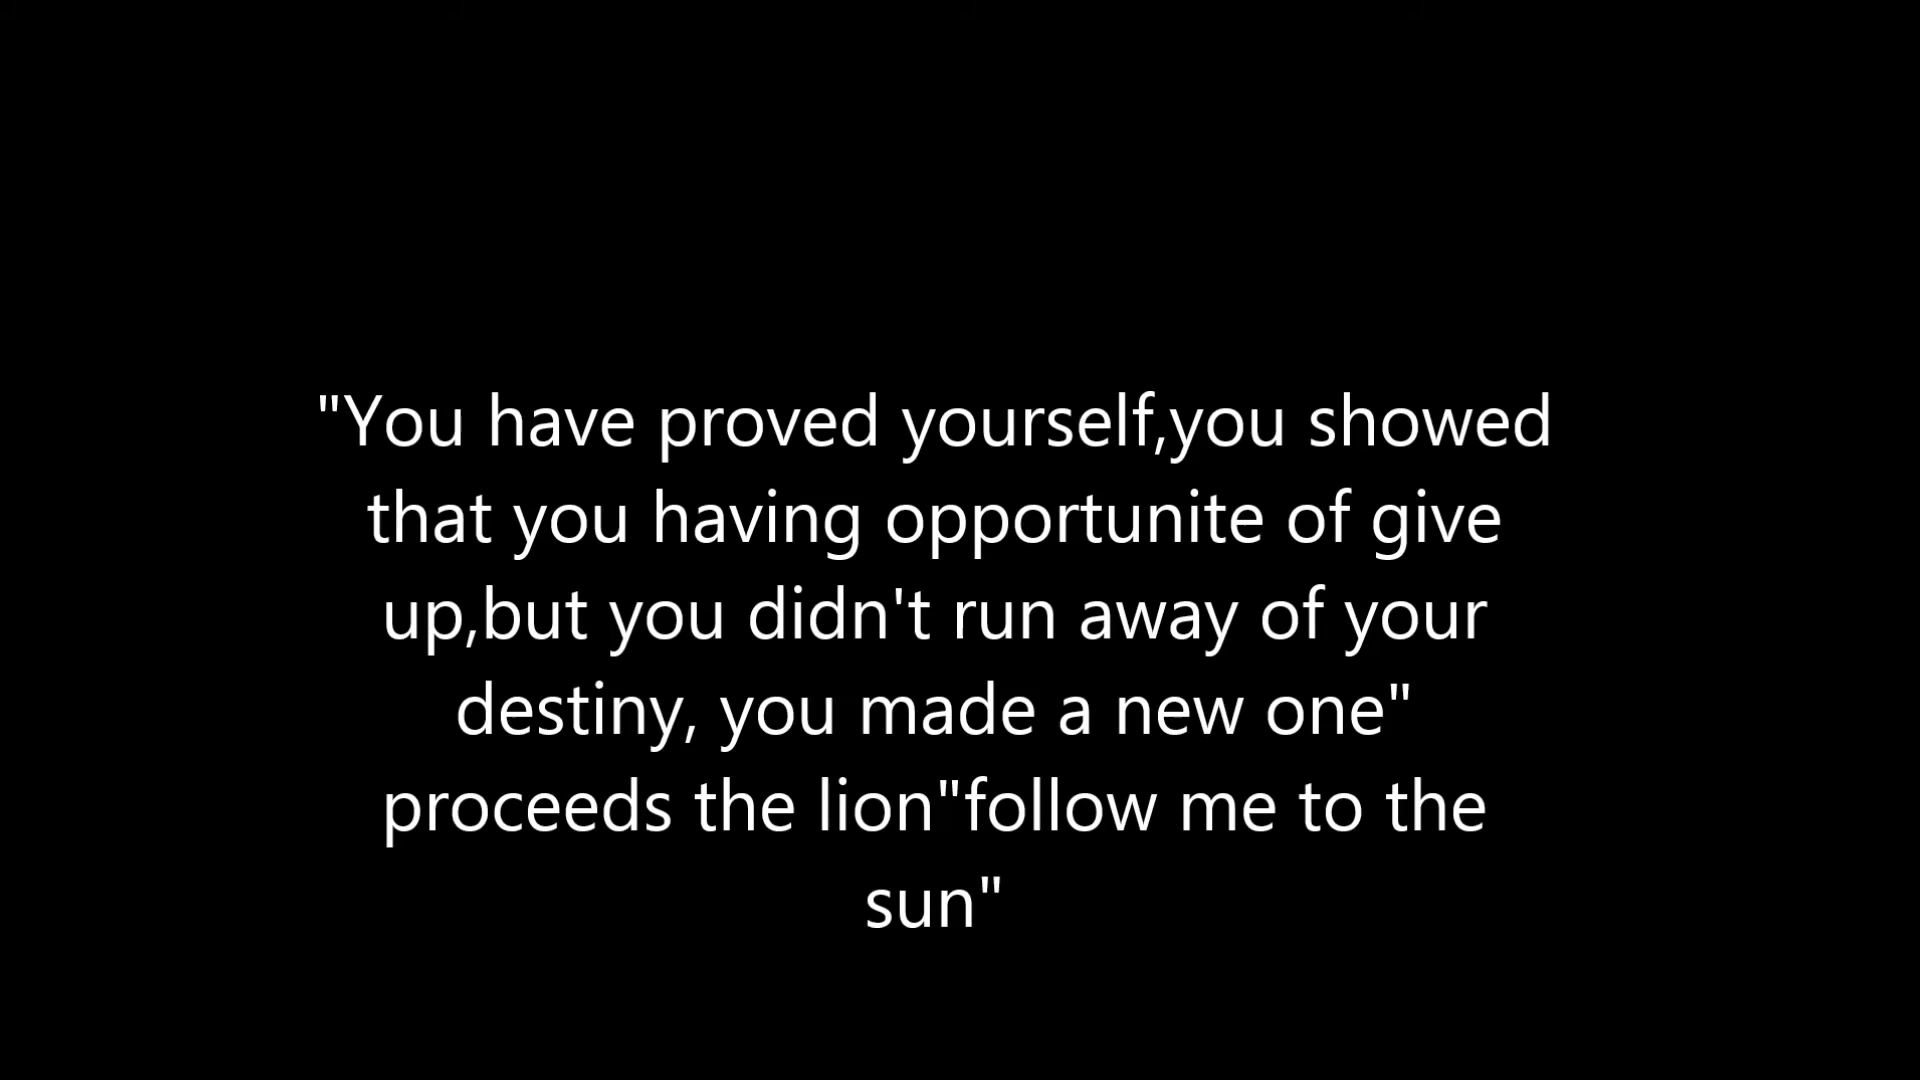 "You have proved yourself,you showed
that you having opportunite of give
up,but you didn't run away of your
destiny, you made a new one"
proceeds the lion"follow me to the
sun"